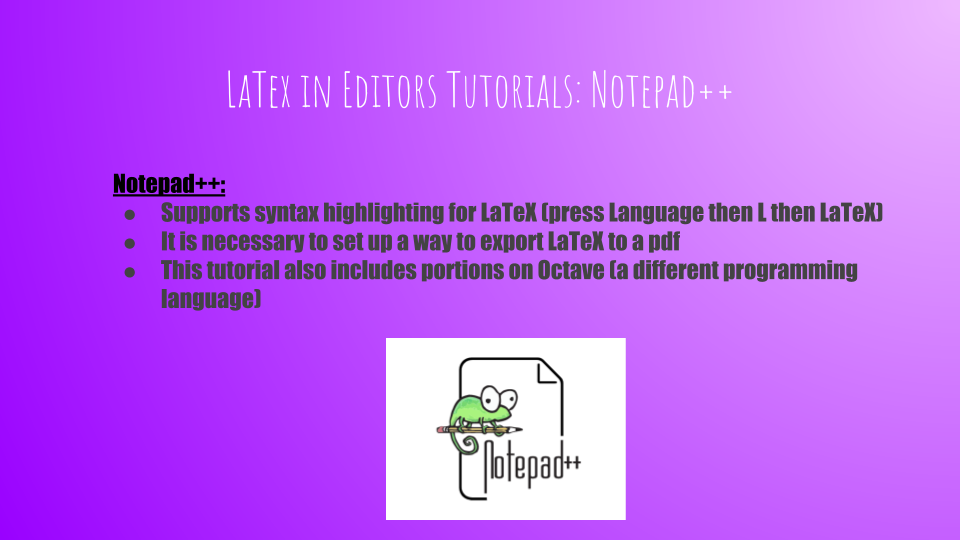 LaTex in Editors Tutorials: Notepad++
Notepad++:
● Supports syntax highlighting for LaTeX (press Language then L then LaTeX)
● It is necessary to set up a way to export LaTeX to a pdf
● This tutorial also includes portions on Octave (a different programming
language)
Notepad++